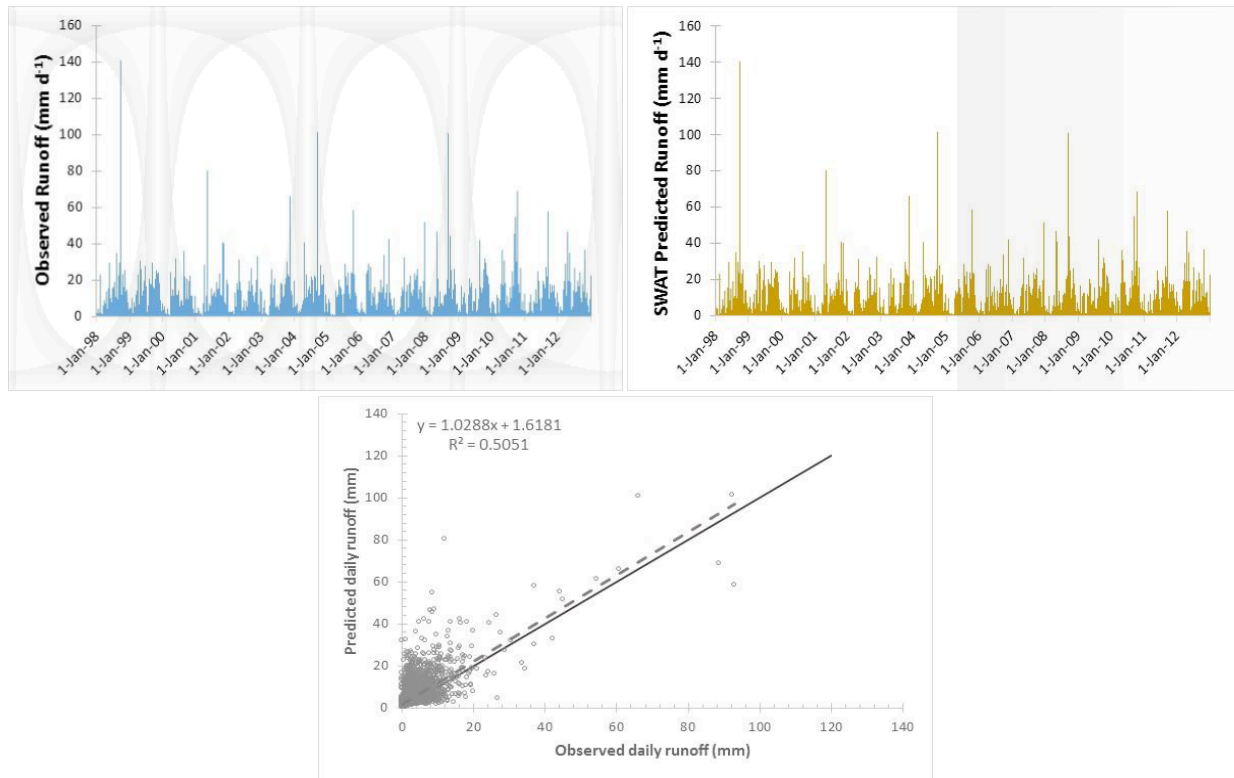 160
140
120
100
80
60
40
20
0
Observed Runoff (mm d-1)
1-Jan-98
1-Jan-99
1-Jan-00
1-Jan-01
1-Jan-02
1-Jan-03
1-Jan-04
1-Jan-05
1-Jan-06
1-Jan-07
1-Jan-08
1-Jan-09
1-Jan-10
1-Jan-11
1-Jan-12
160
140
120
100
80
60
40
20
0
SWAT Predicted Runoff (mm d-1)
1-Jan-98
1-Jan-99
1-Jan-00
1-Jan-01
1-Jan-02
1-Jan-03
1-Jan-04
1-Jan-05
1-Jan-06
1-Jan-07
1-Jan-08
1-Jan-09
1-Jan-10
1-Jan-11
1-Jan-12
y = 1.0288x + 1.6181
R² = 0.5051
140
120
100
80
60
40
20
0
Predicted daily runoff (mm)
0 20 40 60 80 100 120 140
Observed daily runoff (mm)